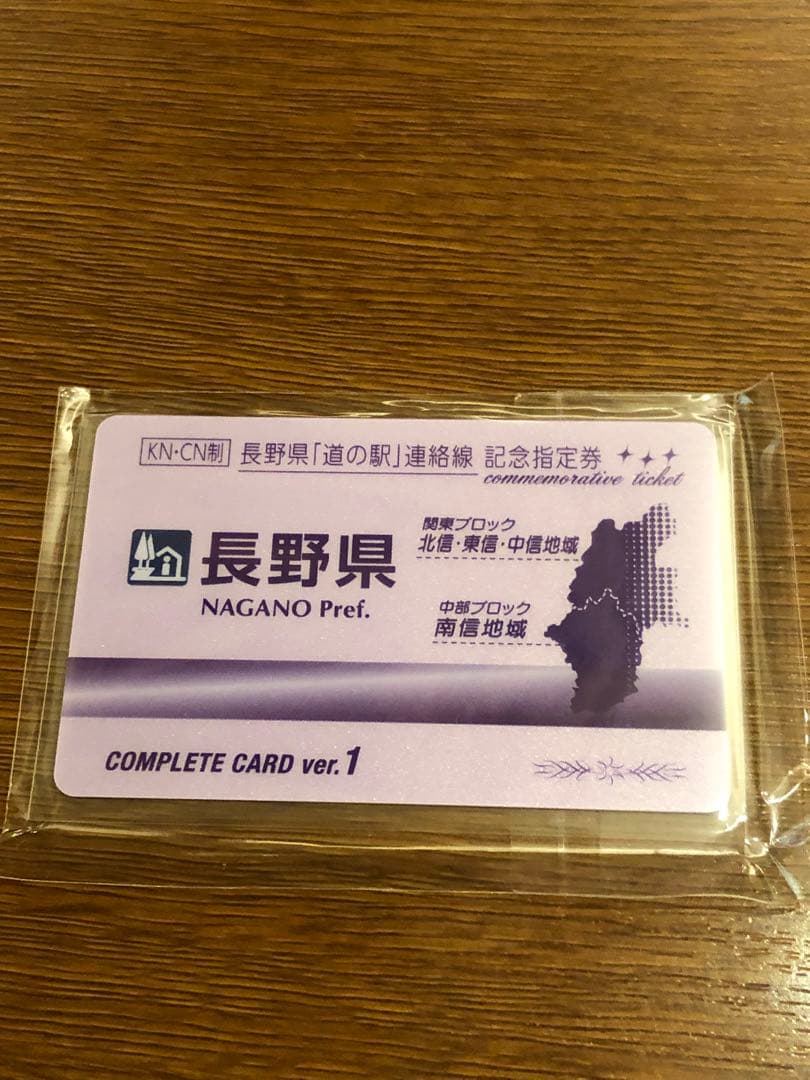 KN・CN制 長野県「道の駅」連絡線 記念指定券
commemorative ticket
関東ブロック
北信・東信・中信地域
長野県
NAGANO Pref.
中部ブロック
南信地域
COMPLETE CARD ver.1